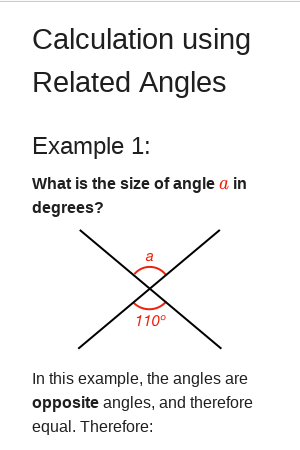 Calculation using
Related Angles
Example 1:
What is the size of angle a in
degrees?
a
110°
In this example, the angles are
opposite angles, and therefore
equal. Therefore: